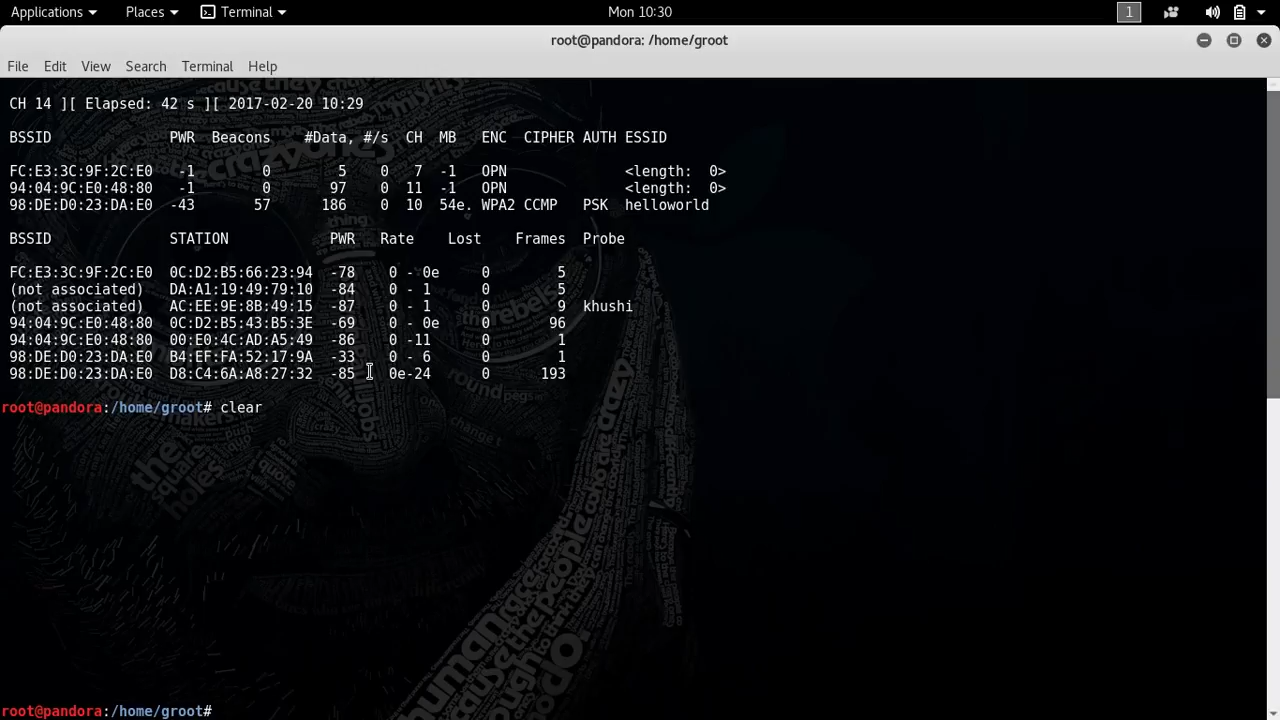 Applications Places Terminal Mon 10:30 1
root@pandora: /home/groot
File Edit View Search Terminal Help
CH 14 ][ Elapsed: 42 s ][ 2017-02-20 10:29
BSSID PWR Beacons #Data, #/s CH MB ENC CIPHER AUTH ESSID
FC:E3:3C:9F:2C:E0 -1 0 5 0 7 -1 OPN <length: 0>
94:04:9C:E0:48:80 -1 0 97 0 11 -1 OPN <length: 0>
98:DE:D0:23:DA:E0 -43 57 186 0 10 54e. WPA2 CCMP PSK helloworld
BSSID STATION PWR Rate Lost Frames Probe
FC:E3:3C:9F:2C:E0 0C:D2:B5:66:23:94 -78 0 - 0e 0 5
(not associated) DA:A1:19:49:79:10 -84 0 - 1 0 5
(not associated) AC:EE:9E:8B:49:15 -87 0 - 1 0 9 khushi
94:04:9C:E0:48:80 0C:D2:B5:43:B5:3E -69 0 - 0e 0 96
94:04:9C:E0:48:80 00:E0:4C:AD:A5:49 -86 0 -11 0 1
98:DE:D0:23:DA:E0 B4:EF:FA:52:17:9A -33 0 - 6 0 1
98:DE:D0:23:DA:E0 D8:C4:6A:A8:27:32 -85 0e-24 0 193
root@pandora:/home/groot# clear
root@pandora:/home/groot#